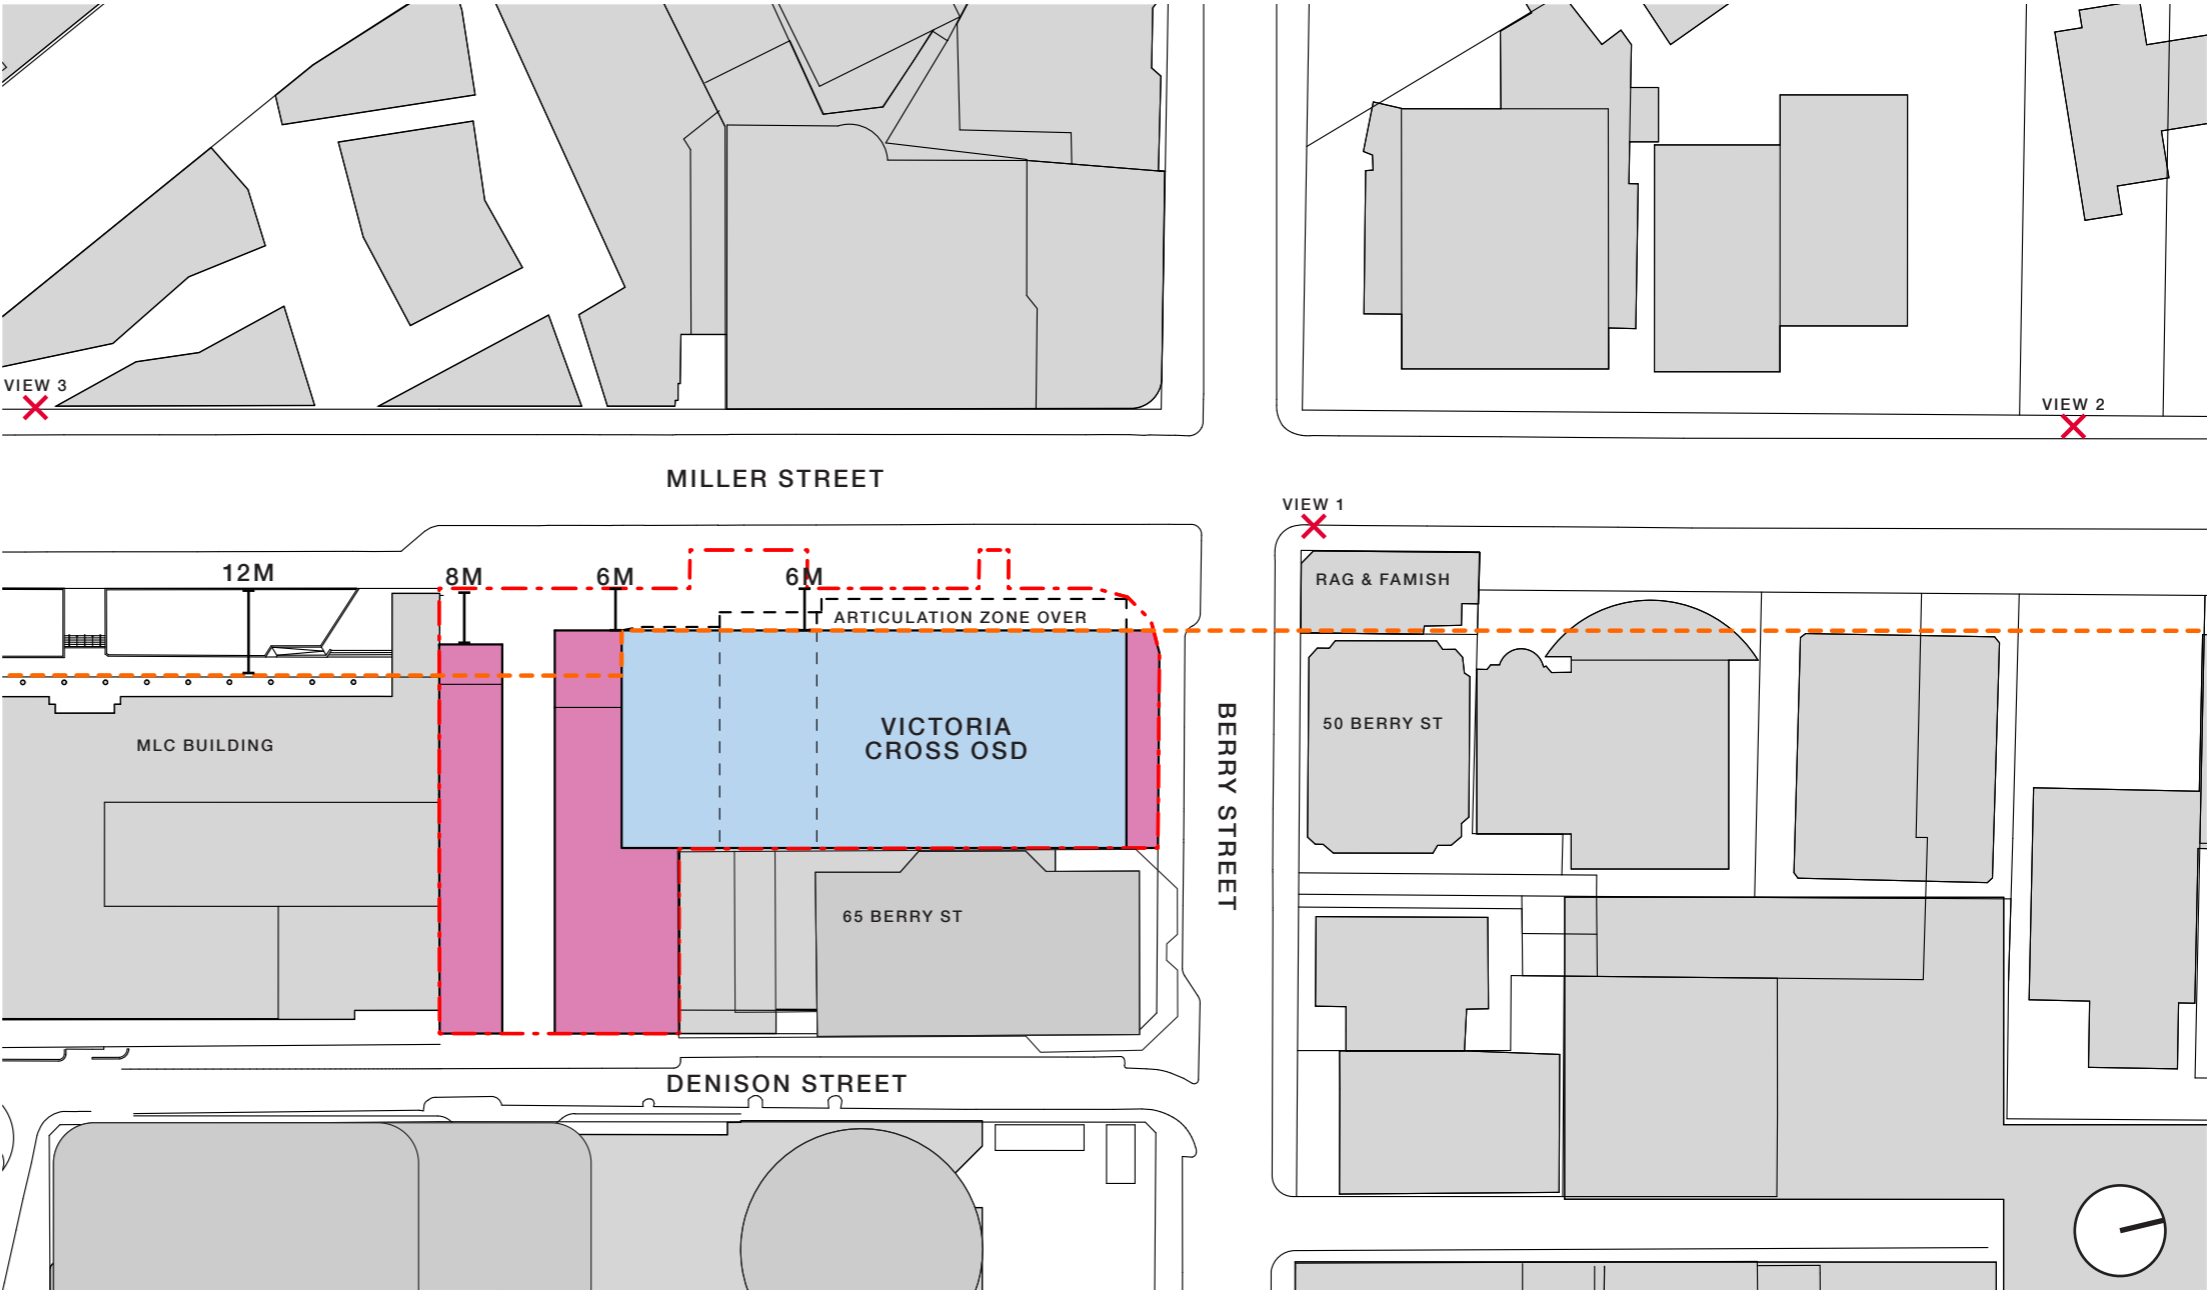 VIEW 3
VIEW 2
MILLER STREET
VIEW 1
12M
8M
6M
6M
RAG & FAMISH
ARTICULATION ZONE OVER
VICTORIA
CROSS OSD
50 BERRY ST
MLC BUILDING
BERRY STREET
65 BERRY ST
DENISON STREET